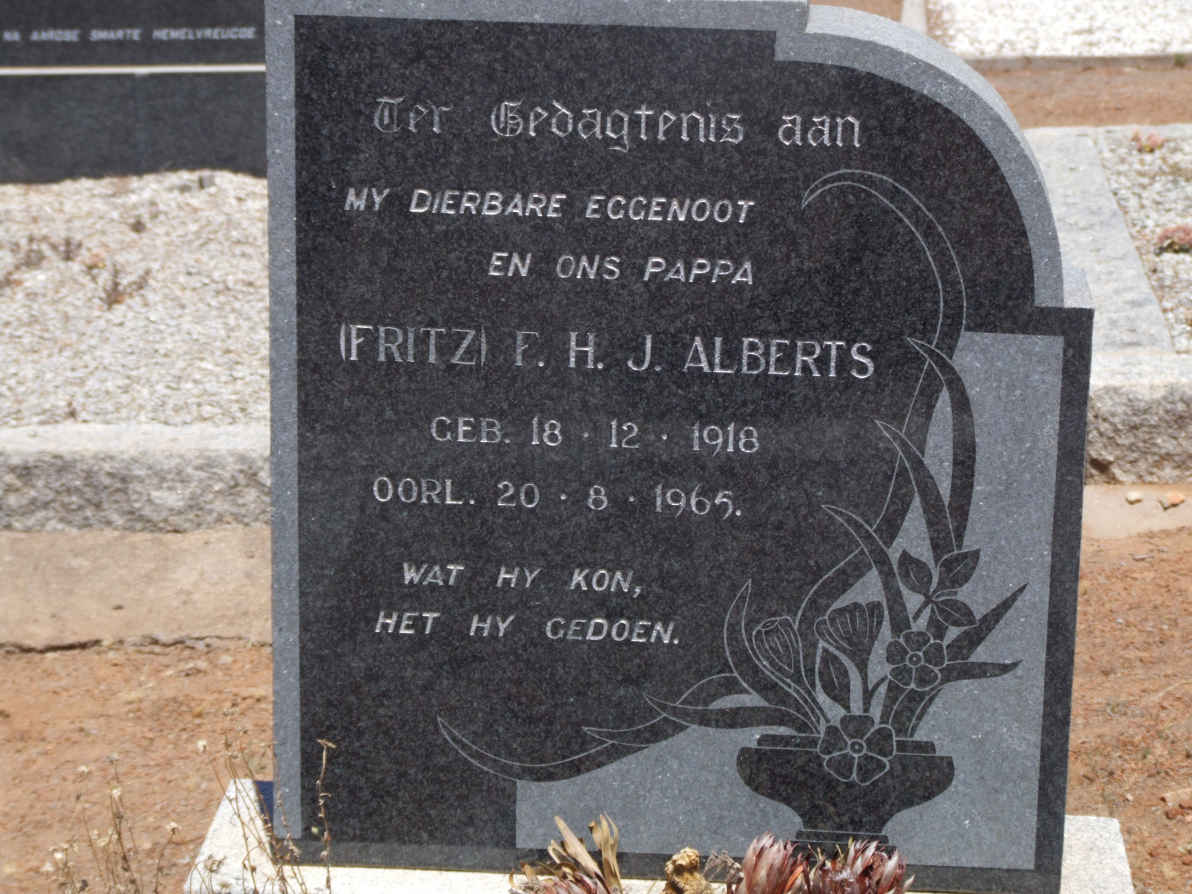 NA AARDSE SMARTE HEMELVREUGDE
Ter Gedagtenis aan
MY DIERBARE EGGENOOT
EN ONS PAPPA
(FRITZ) F. H. J. ALBERTS
GEB. 18 · 12 · 1918
OORL. 20 · 8 · 1965.
WAT HY KON,
HET HY GEDOEN.